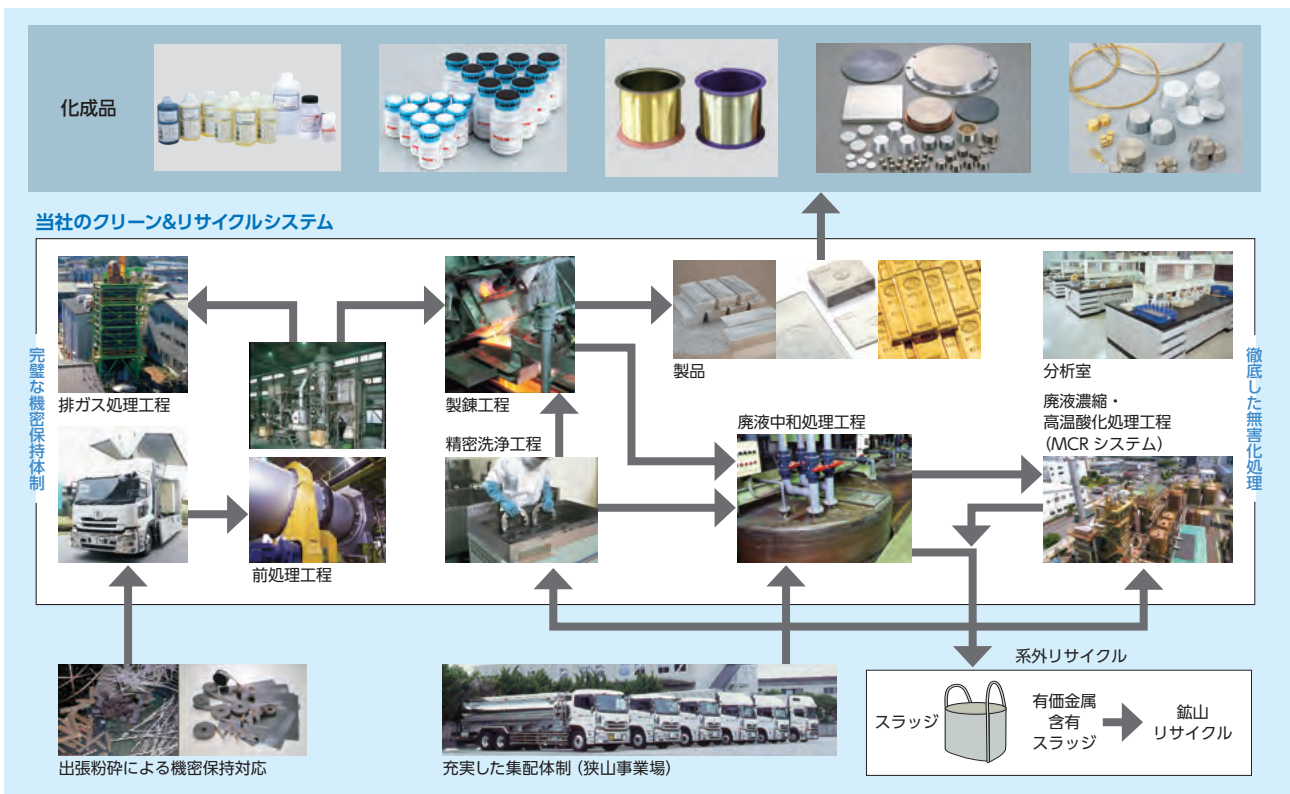 化成品
当社のクリーン&リサイクルシステム
完璧な機密保持体制
排ガス処理工程
製錬工程
製品
分析室
廃液濃縮・
高温酸化処理工程
(MCR システム)
徹底した無害化処理
精密洗浄工程
廃液中和処理工程
前処理工程
系外リサイクル
スラッジ
有価金属
含有
スラッジ
鉱山
リサイクル
出張粉砕による機密保持対応
充実した集配体制 (狭山事業場)